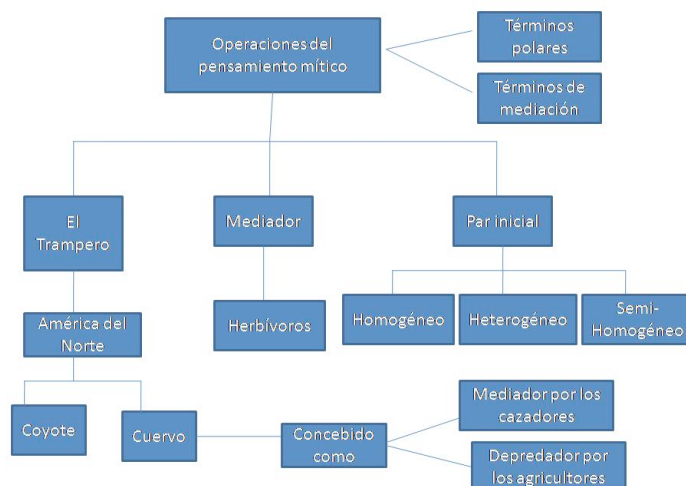 Operaciones del
pensamiento mítico
Términos
polares
Términos de
mediación
El
Trampero
Mediador
Par inicial
América del
Norte
Herbívoros
Homogéneo
Heterogéneo
Semi-
Homogéneo
Coyote
Cuervo
Concebido
como
Mediador por los
cazadores
Depredador por
los agricultores